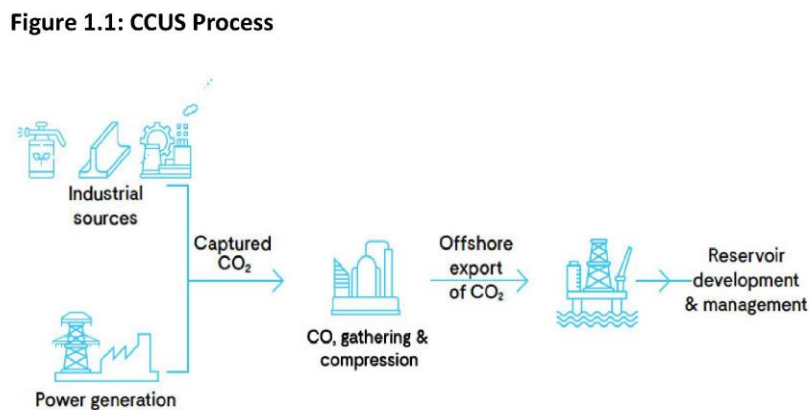 Figure 1.1: CCUS Process
Industrial
sources
Captured
CO₂
Offshore
export
of CO₂
Reservoir
development
& management
CO, gathering &
compression
Power generation